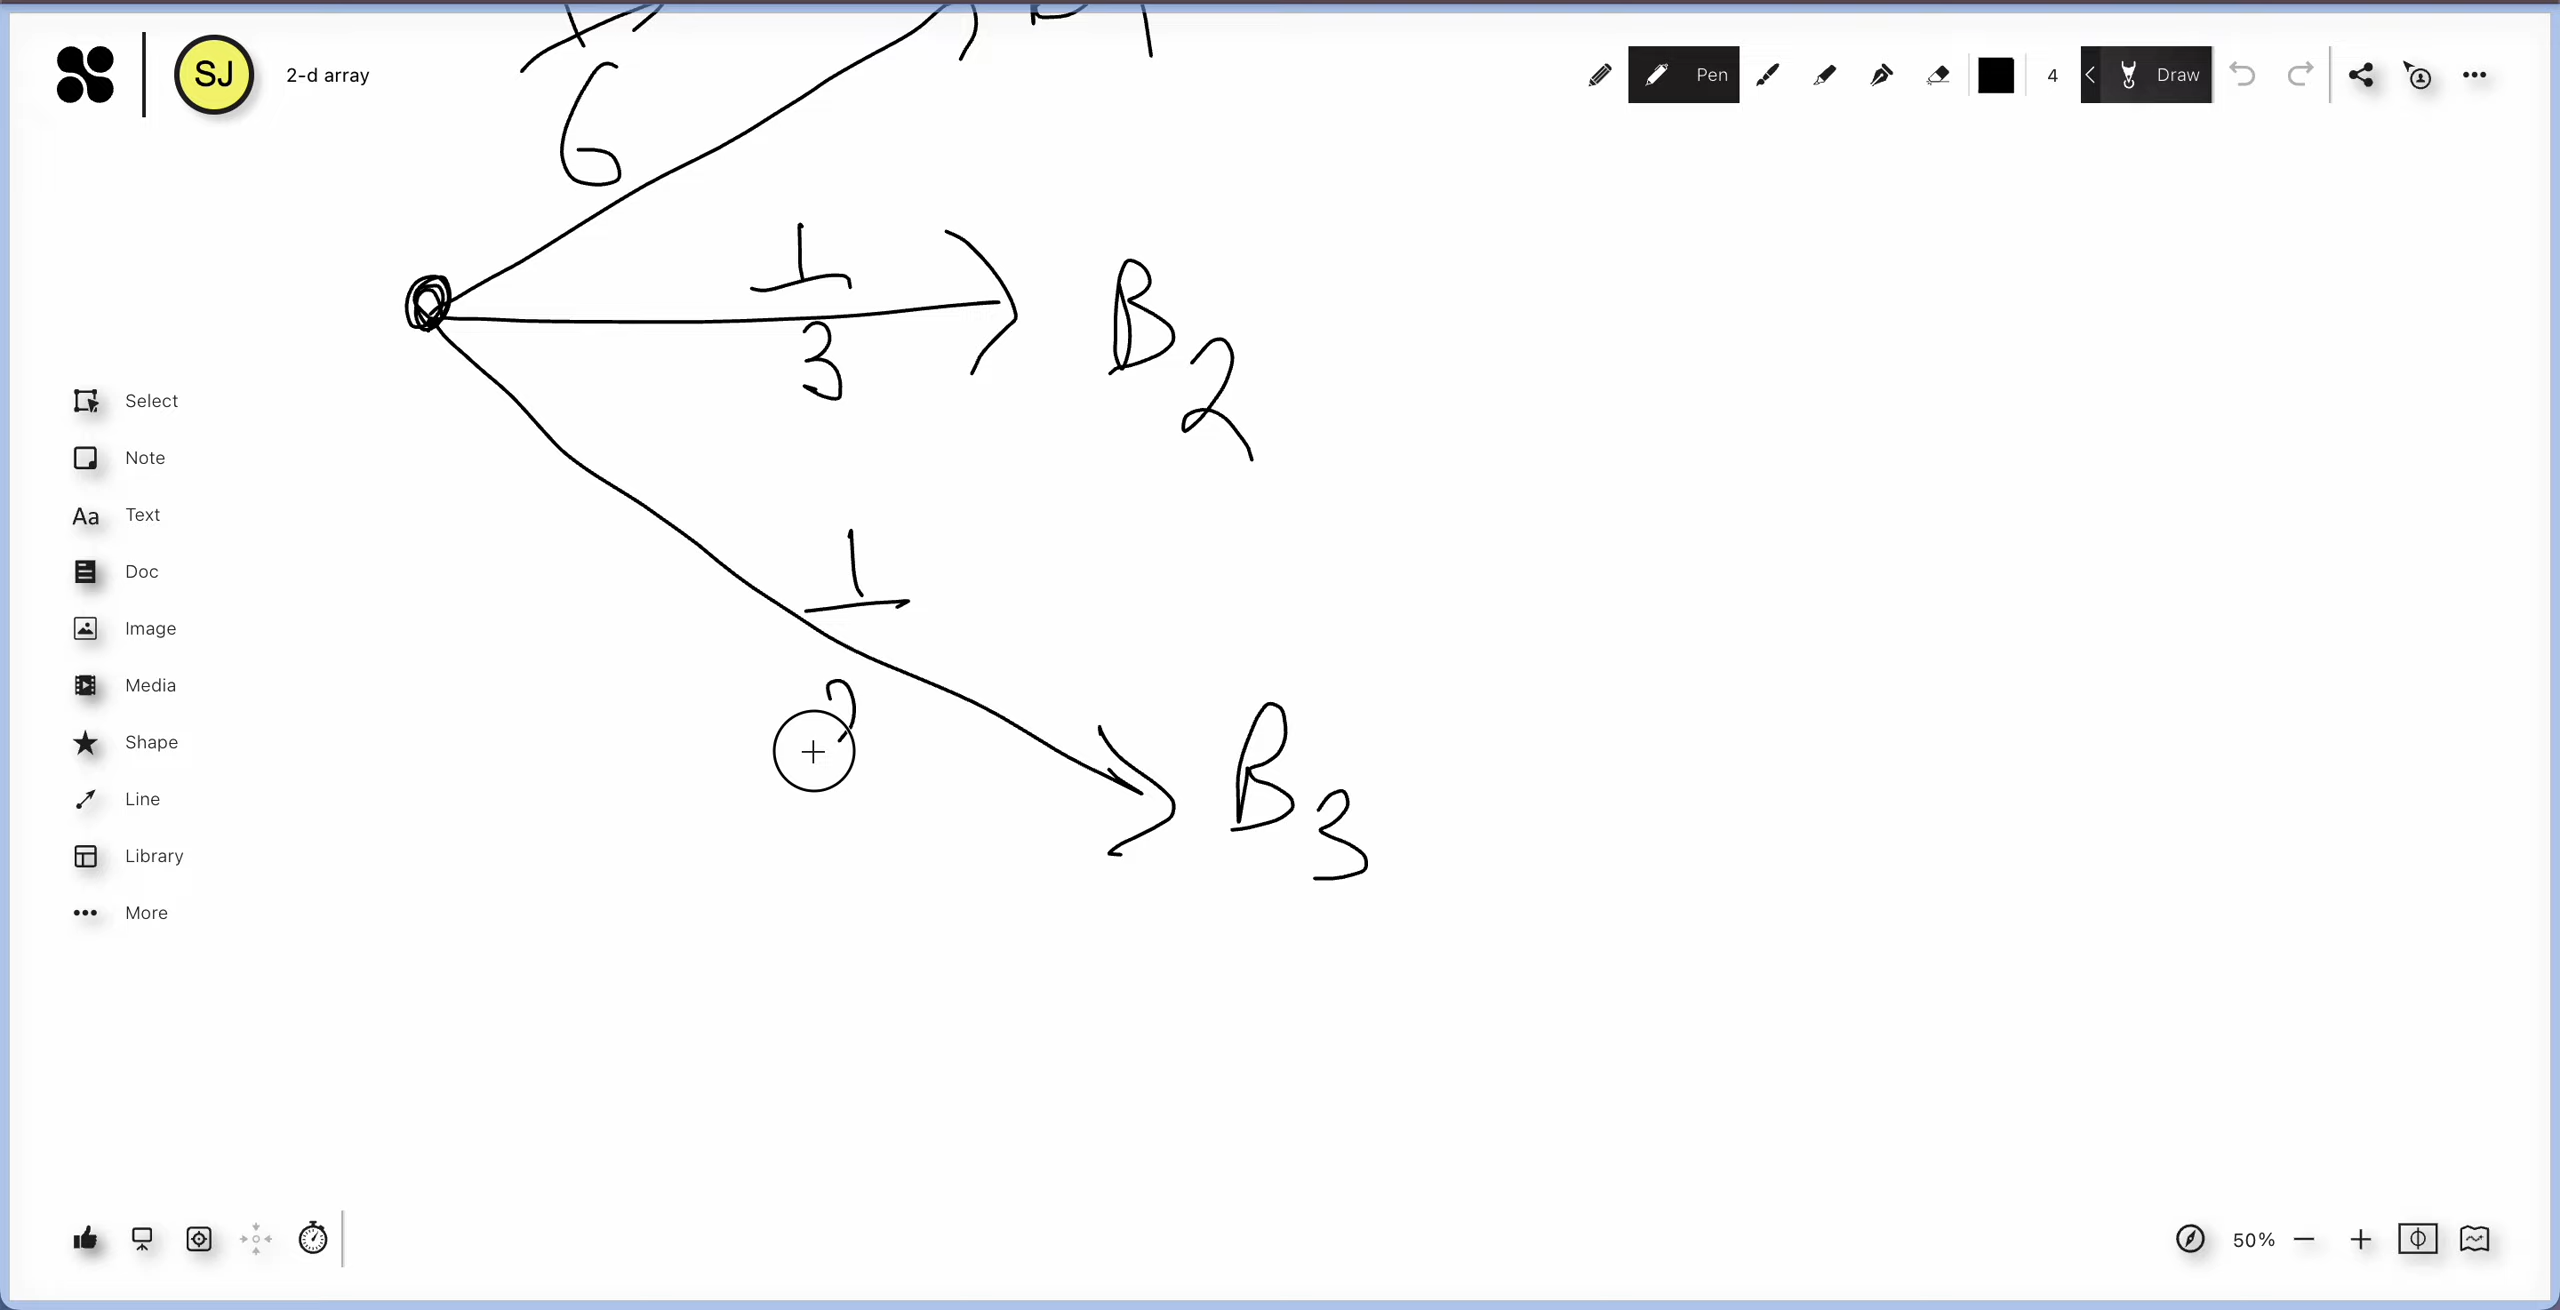 SJ 2-d array Pen 4 Draw
6
1
3
B2
1
B3
Select
Note
Aa Text
Doc
Image
Media
Shape
Line
Library
More
50%